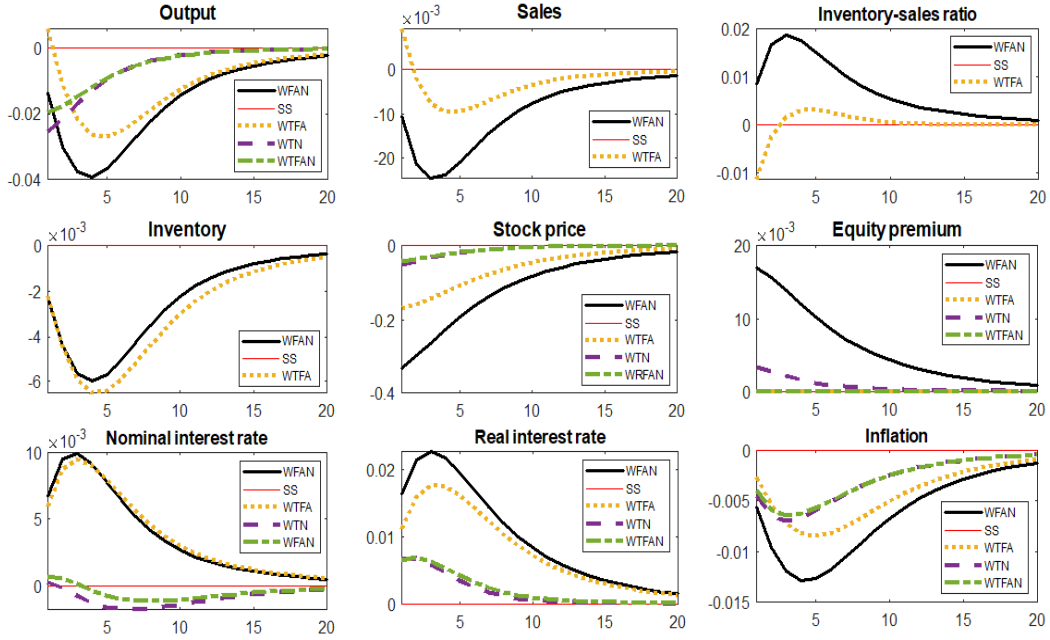 Output
0
-0.02
-0.04
5 10 15 20
WFAN
SS
WTFA
WTN
WTFAN
Sales
×10⁻³
0
-10
-20
5 10 15 20
WFAN
SS
WTFA
Inventory-sales ratio
0.02
0.01
0
-0.01
5 10 15 20
WFAN
SS
WTFA
Inventory
×10⁻³
0
-2
-4
-6
5 10 15 20
WFAN
SS
WTFA
Stock price
0
-0.2
-0.4
5 10 15 20
WFAN
SS
WTFA
WTN
WRFAN
Equity premium
×10⁻³
20
10
0
5 10 15 20
WFAN
SS
WTFA
WTN
WTFAN
Nominal interest rate
×10⁻³
10
5
0
5 10 15 20
WFAN
SS
WTFA
WTN
WFAN
Real interest rate
0.02
0.01
0
5 10 15 20
WFAN
SS
WTFA
WTN
WTFAN
Inflation
0
-0.005
-0.01
-0.015
5 10 15 20
WFAN
SS
WTFA
WTN
WTFAN